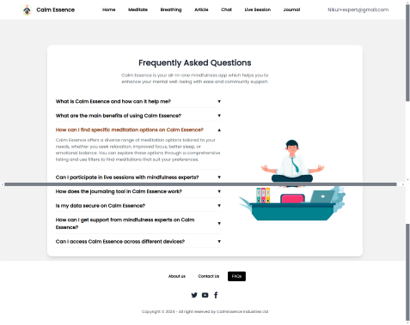 Calm Essence
Home Meditate Breathing Article Chat Live Session Journal
Nikul+expert@gmail.com
Frequently Asked Questions
Calm Essence is your all-in-one mindfulness app which helps you to
enhance your mental well-being with ease and community support.
What is Calm Essence and how can it help me? ▼
What are the main benefits of using Calm Essence? ▼
How can I find specific meditation options on Calm Essence? ▲
Calm Essence offers a diverse range of meditation options tailored to your
needs, whether you seek relaxation, improved focus, better sleep, or
emotional balance. You can explore these options through a comprehensive
listing and use filters to find meditations that suit your preferences.
Can I participate in live sessions with mindfulness experts? ▼
How does the journaling tool in Calm Essence work? ▼
Is my data secure on Calm Essence? ▼
How can I get support from mindfulness experts on Calm
Essence? ▼
Can I access Calm Essence across different devices? ▼
About us Contact Us FAQs
Copyright © 2024 - All right reserved by CalmEssence Industries Ltd